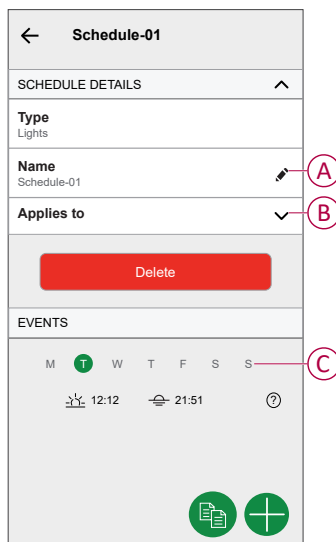 Schedule-01
SCHEDULE DETAILS
Type
Lights
Name
Schedule-01
A
Applies to
B
Delete
EVENTS
M T W T F S S
C
12:12 21:51 ?